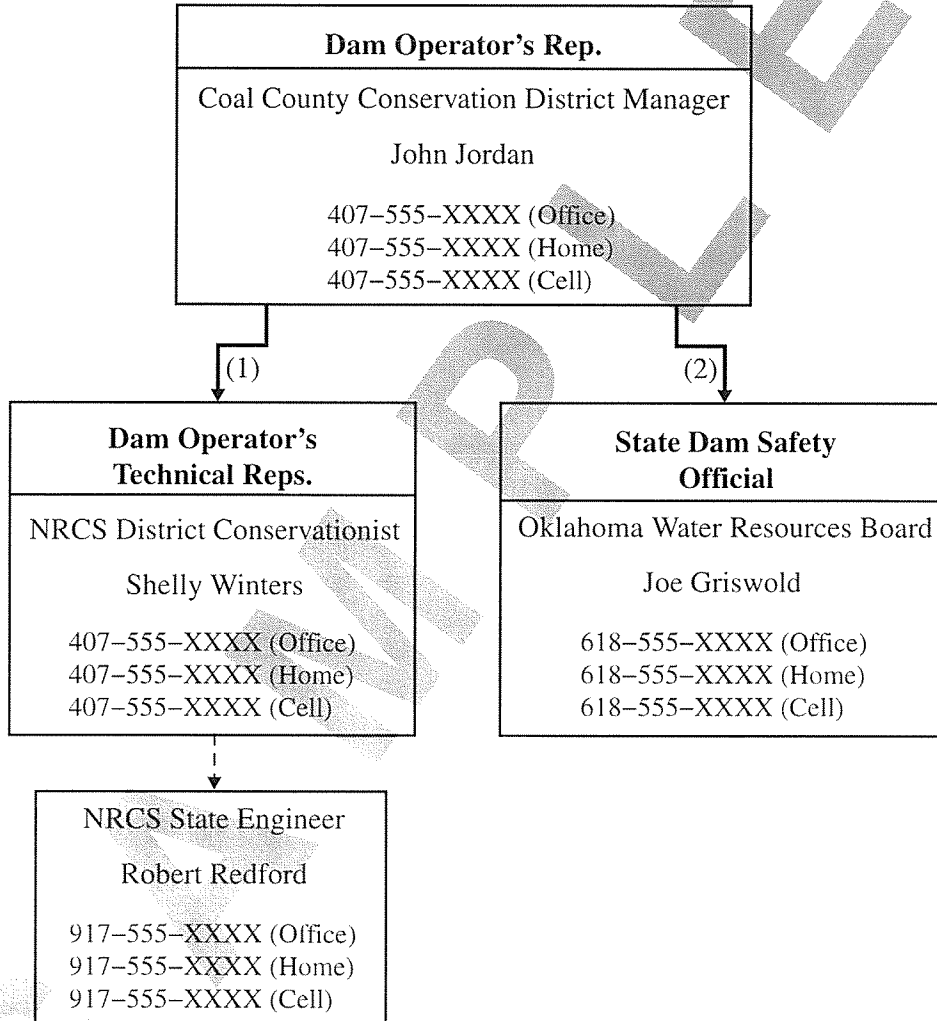 Dam Operator's Rep.
Coal County Conservation District Manager
John Jordan
407–555–XXXX (Office)
407–555–XXXX (Home)
407–555–XXXX (Cell)
(1)
(2)
Dam Operator's
Technical Reps.
NRCS District Conservationist
Shelly Winters
407–555–XXXX (Office)
407–555–XXXX (Home)
407–555–XXXX (Cell)
State Dam Safety
Official
Oklahoma Water Resources Board
Joe Griswold
618–555–XXXX (Office)
618–555–XXXX (Home)
618–555–XXXX (Cell)
NRCS State Engineer
Robert Redford
917–555–XXXX (Office)
917–555–XXXX (Home)
917–555–XXXX (Cell)
AMPLE